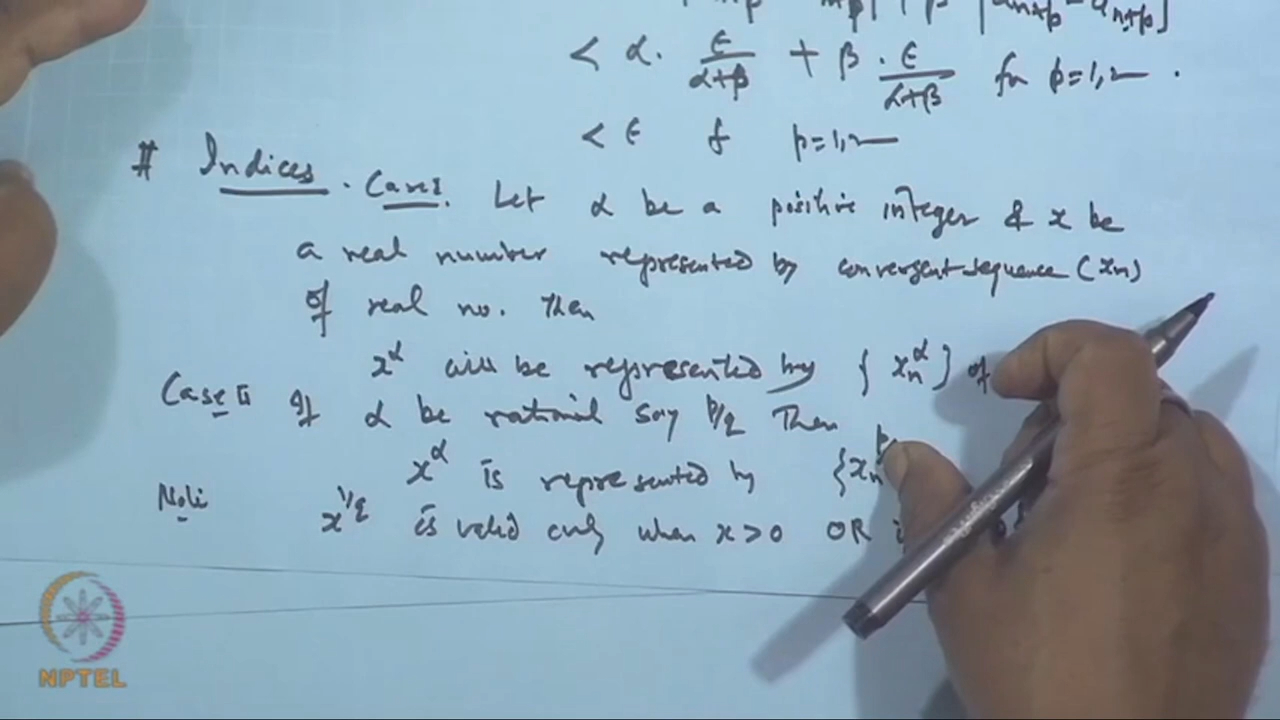 < α. ε/α+β + β . ε/α+β for p=1,2— .
< ε f p=1,2—
# Indices . Case I. Let α be a positive integer & x be
a real number represented by convergent sequence (xn)
of real no. Then
x^α will be represented by { xn^α } of
Case II If α be rational say p/q Then
x^α is represented by {xn^p
Note x^1/q is valid only when x>0 OR
NPTEL